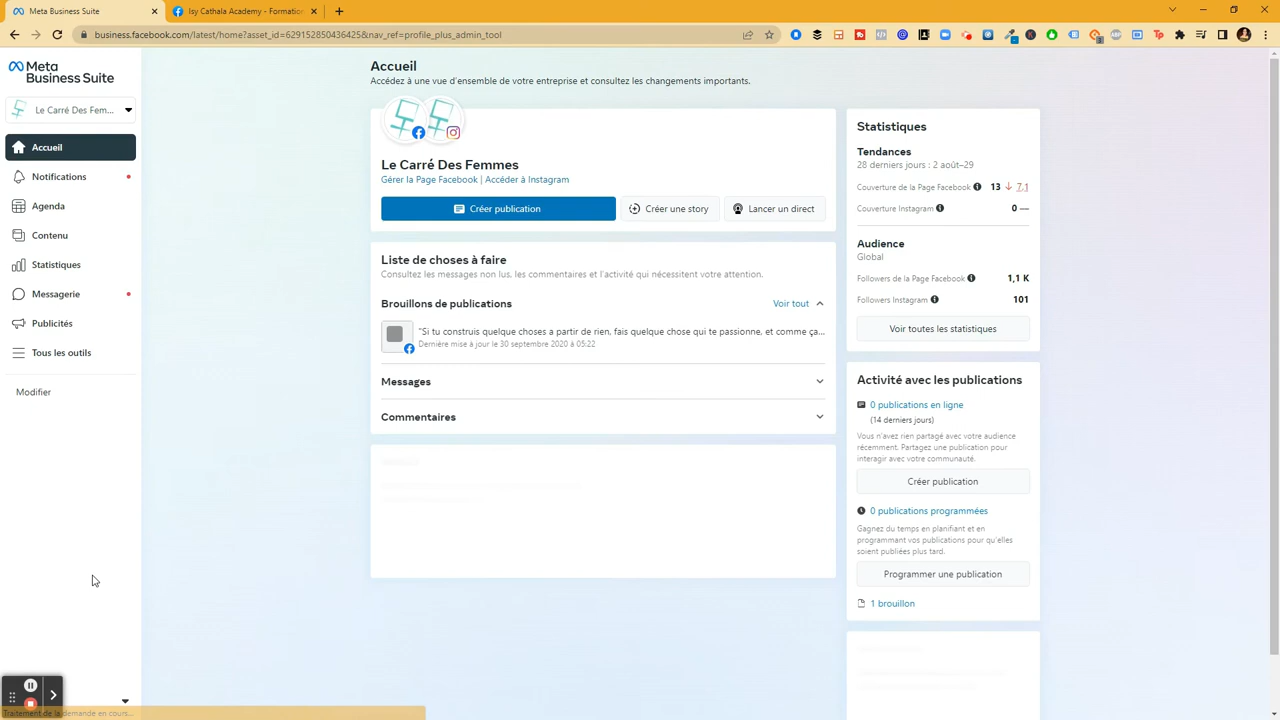 Meta Business Suite
Isy Cathala Academy - Formation
business.facebook.com/latest/home?asset_id=629152850436425&nav_ref=profile_plus_admin_tool
Meta
Business Suite
Le Carré Des Fem...
Accueil
Notifications
Agenda
Contenu
Statistiques
Messagerie
Publicités
Tous les outils
Modifier
Accueil
Accédez à une vue d'ensemble de votre entreprise et consultez les changements importants.
Le Carré Des Femmes
Gérer la Page Facebook | Accéder à Instagram
Créer publication
Créer une story
Lancer un direct
Liste de choses à faire
Consultez les messages non lus, les commentaires et l'activité qui nécessitent votre attention.
Brouillons de publications
Voir tout
"Si tu construis quelque choses a partir de rien, fais quelque chose qui te passionne, et comme ça...
Dernière mise à jour le 30 septembre 2020 à 05:22
Messages
Commentaires
Statistiques
Tendances
28 derniers jours : 2 août–29
Couverture de la Page Facebook 13 ↓ 7,1
Couverture Instagram 0 —
Audience
Global
Followers de la Page Facebook 1,1 K
Followers Instagram 101
Voir toutes les statistiques
Activité avec les publications
0 publications en ligne
(14 derniers jours)
Vous n'avez rien partagé avec votre audience
récemment. Partagez une publication pour
interagir avec votre communauté.
Créer publication
0 publications programmées
Gagnez du temps en planifiant et en
programmant vos publications pour qu'elles
soient publiées plus tard.
Programmer une publication
1 brouillon
Traitement de la demande en cours...